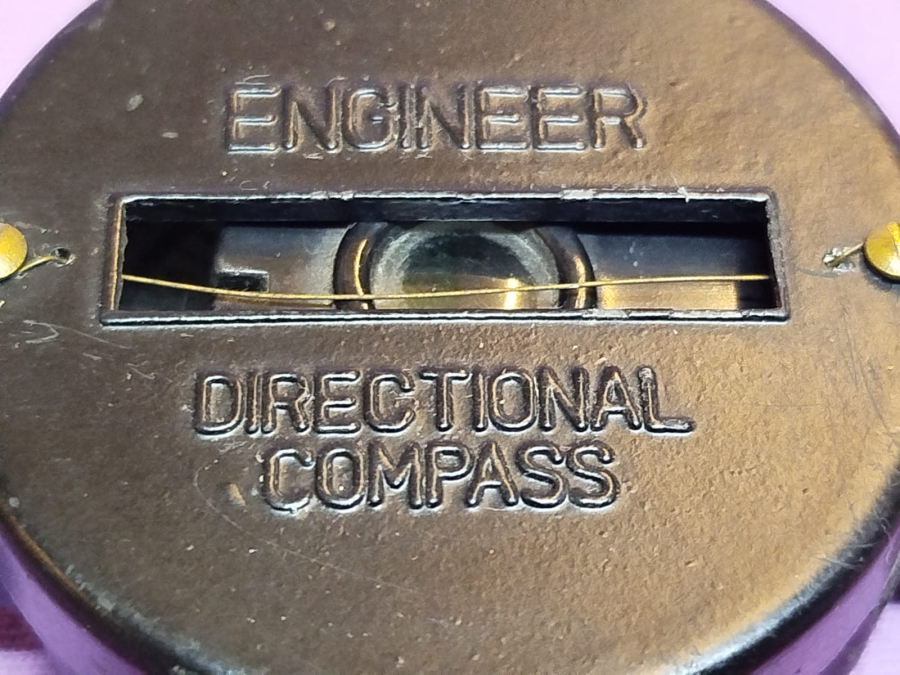 ENGINEER
DIRECTIONAL
COMPASS